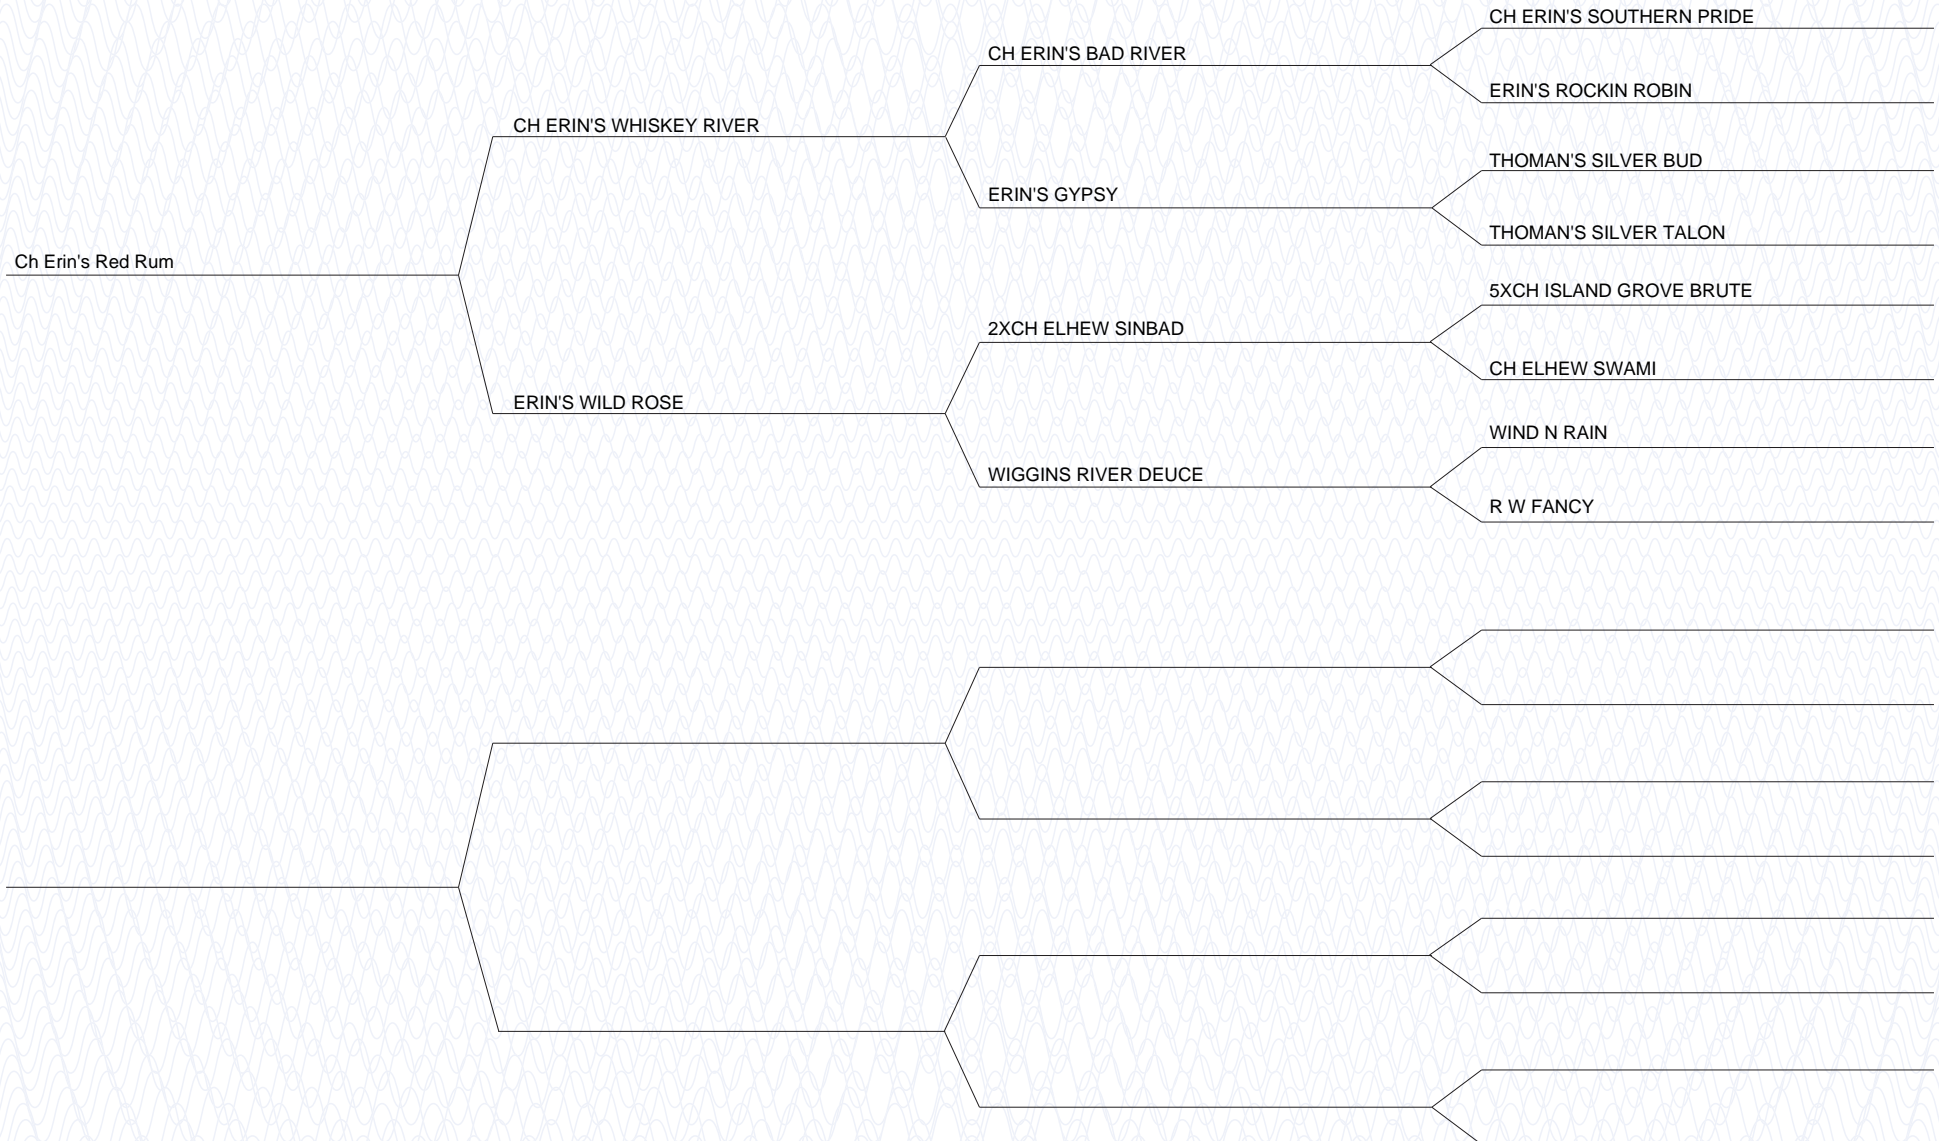 CH ERIN'S SOUTHERN PRIDE
CH ERIN'S BAD RIVER
ERIN'S ROCKIN ROBIN
CH ERIN'S WHISKEY RIVER
THOMAN'S SILVER BUD
ERIN'S GYPSY
THOMAN'S SILVER TALON
Ch Erin's Red Rum
5XCH ISLAND GROVE BRUTE
2XCH ELHEW SINBAD
CH ELHEW SWAMI
ERIN'S WILD ROSE
WIND N RAIN
WIGGINS RIVER DEUCE
R W FANCY